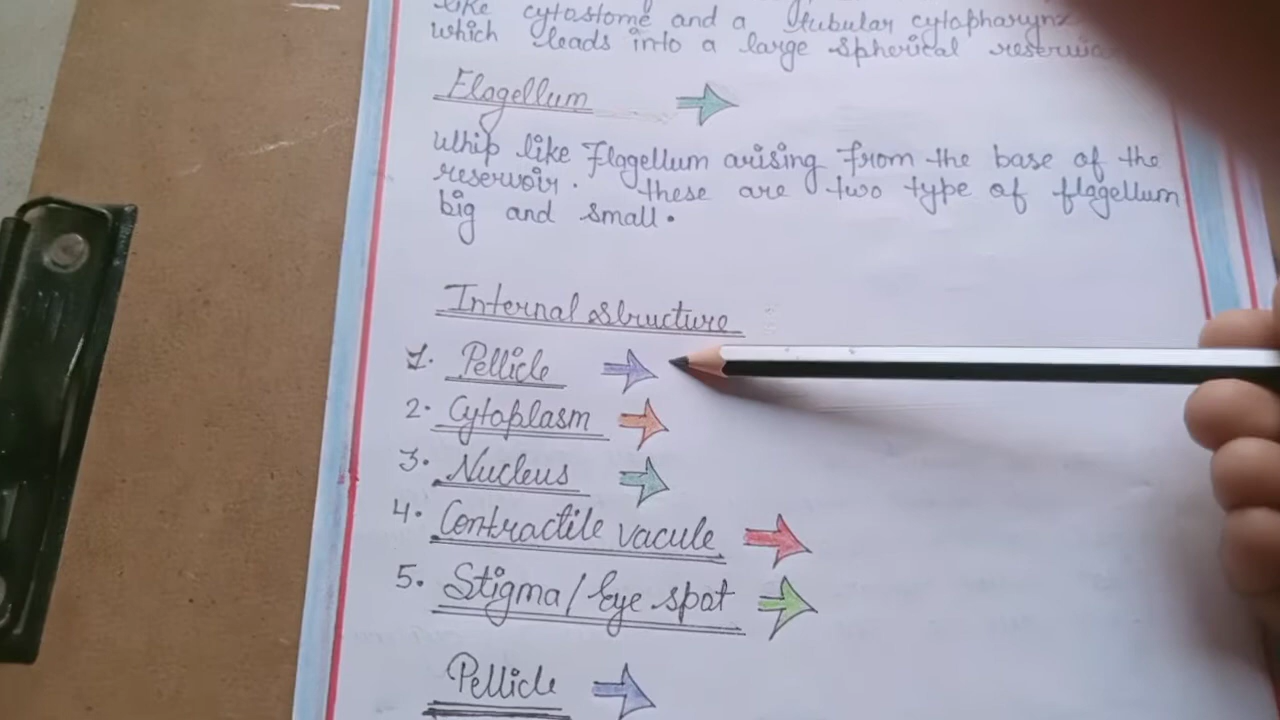 like cytostome and a tubular cytopharynx
which leads into a large spherical
Flagellum
Whip like Flagellum arising from the base of the
reservoir. these are two type of flagellum
big and small.
Internal structure
1. Pellicle
2. Cytoplasm
3. Nucleus
4. Contractile vacule
5. Stigma/Eye spot
Pellicle